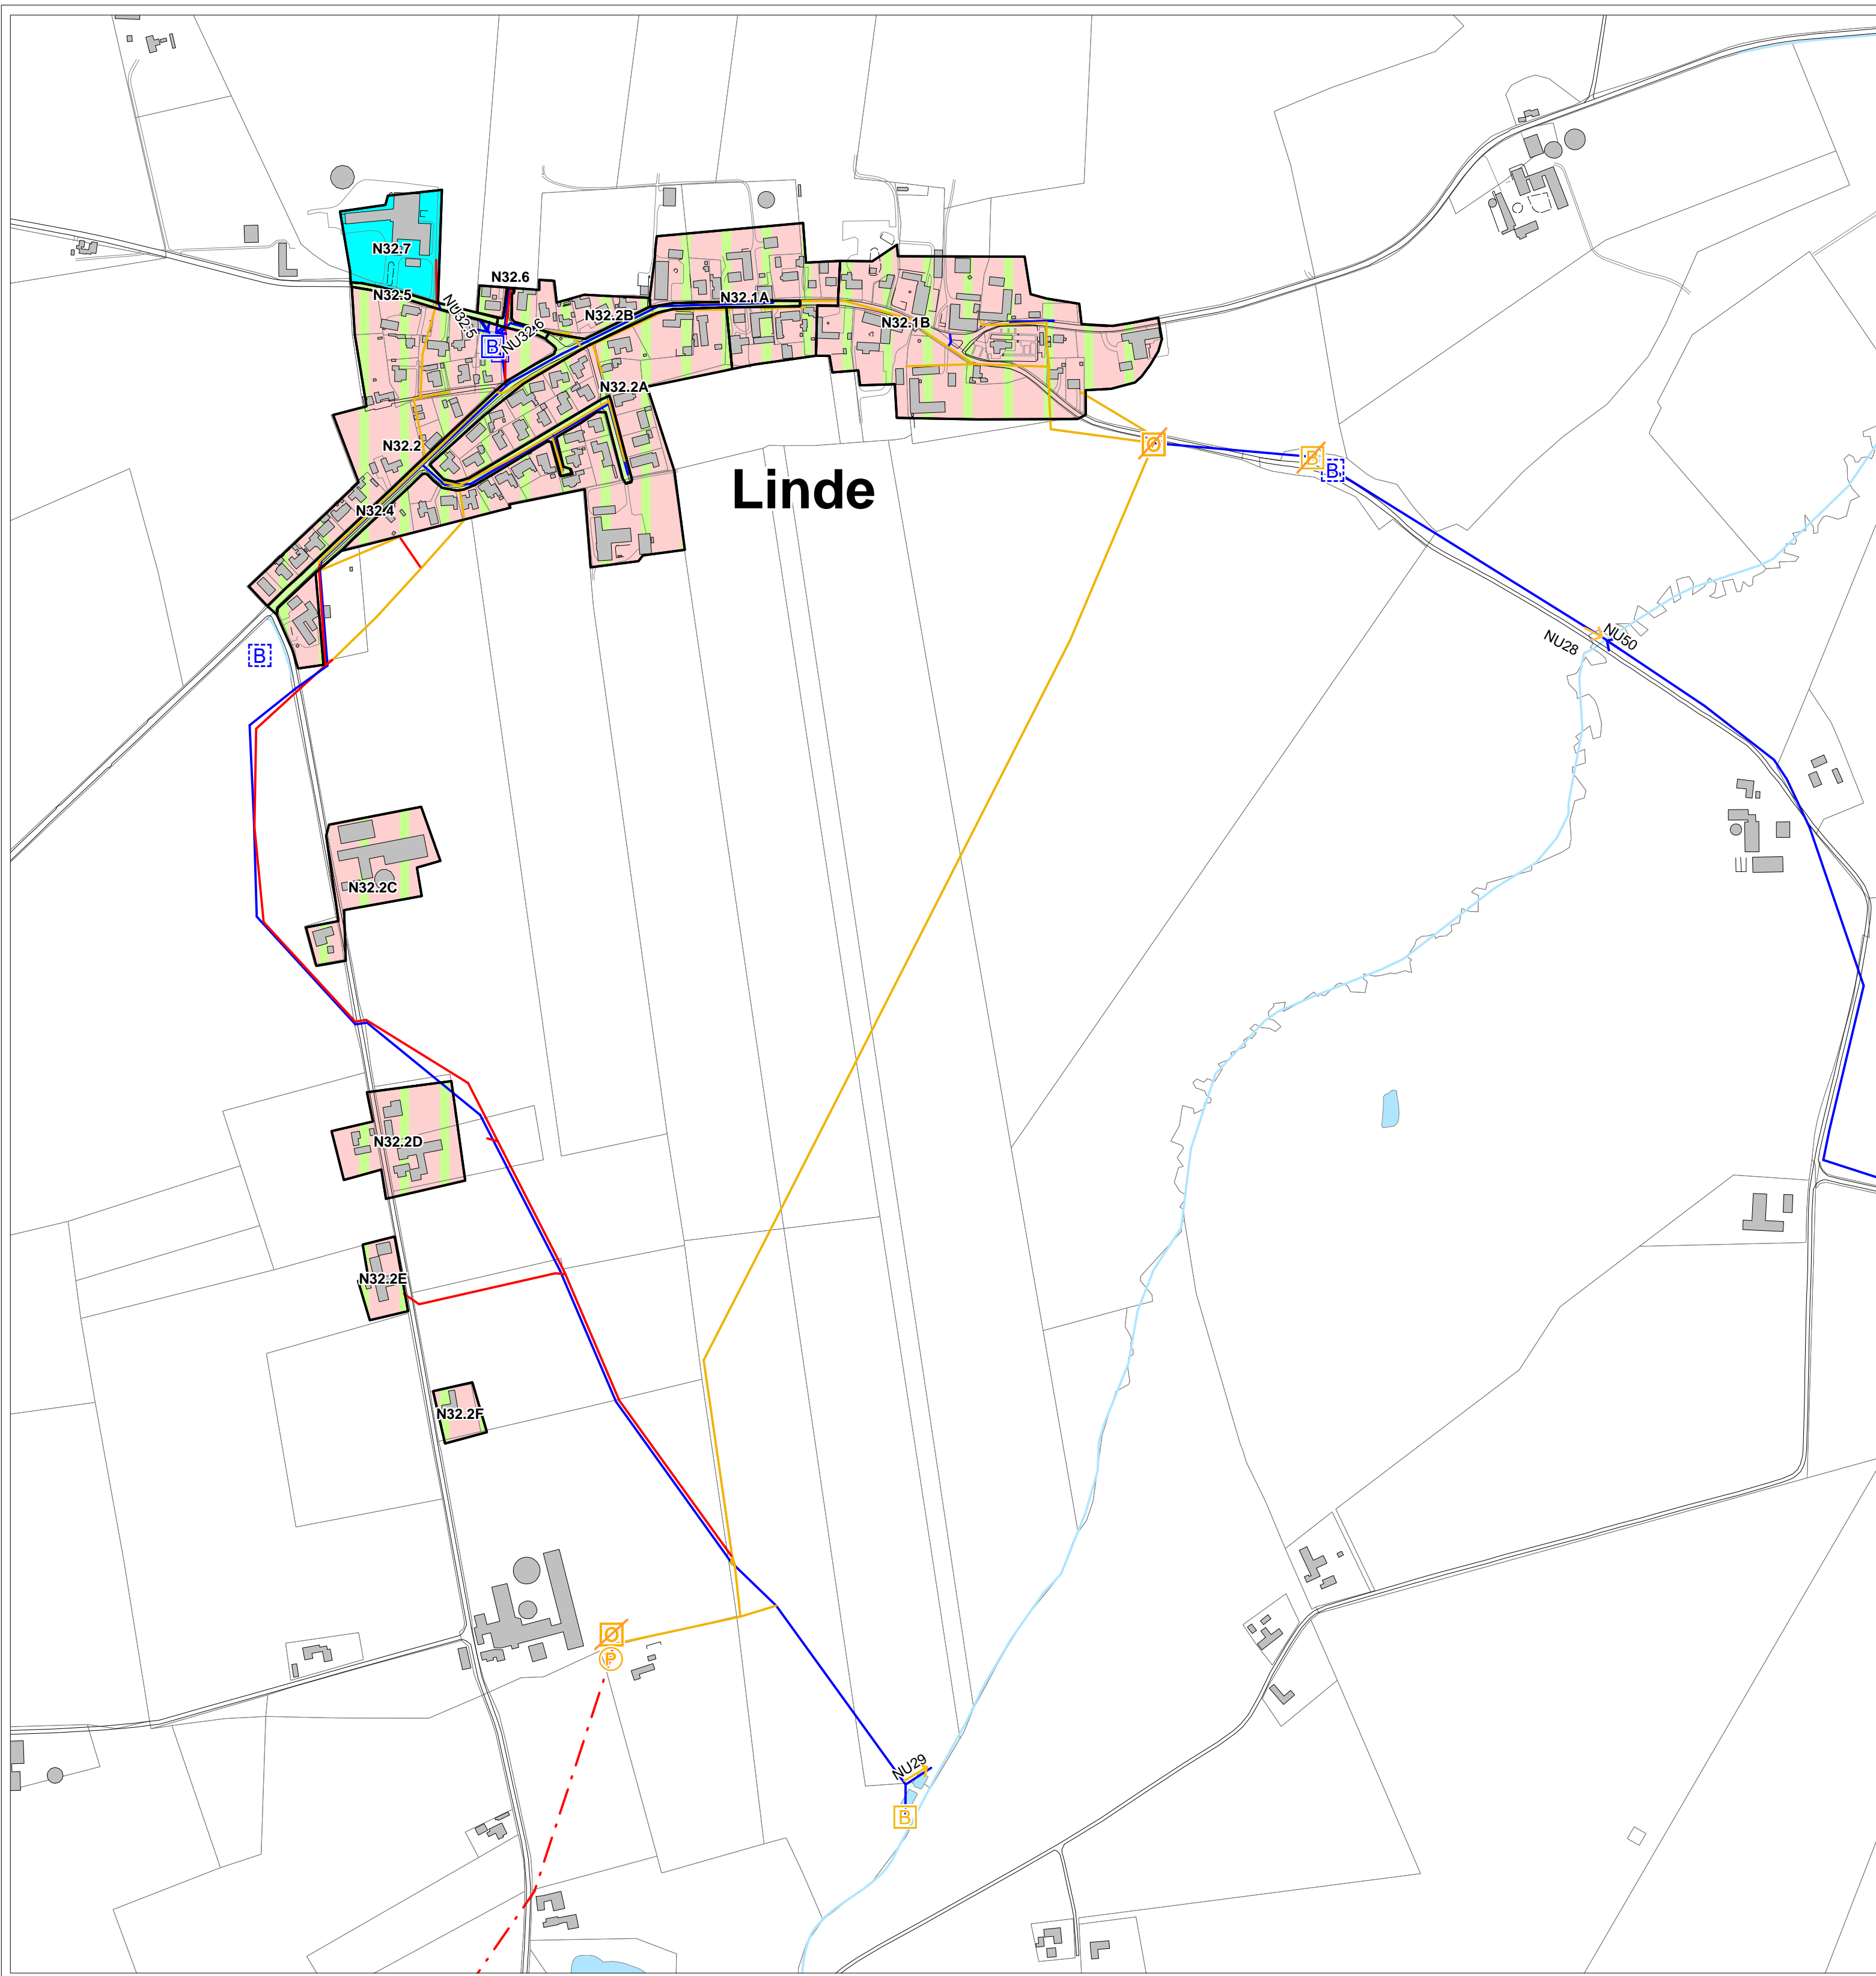 N32.7
N32.6
N32.5
NU32.5
NU32.6
B
N32.2B
N32.1A
N32.1B
N32.2A
N32.2
Linde
O
B
B
N32.4
NU50
NU28
B
N32.2C
N32.2D
N32.2E
N32.2F
O
P
NU29
B